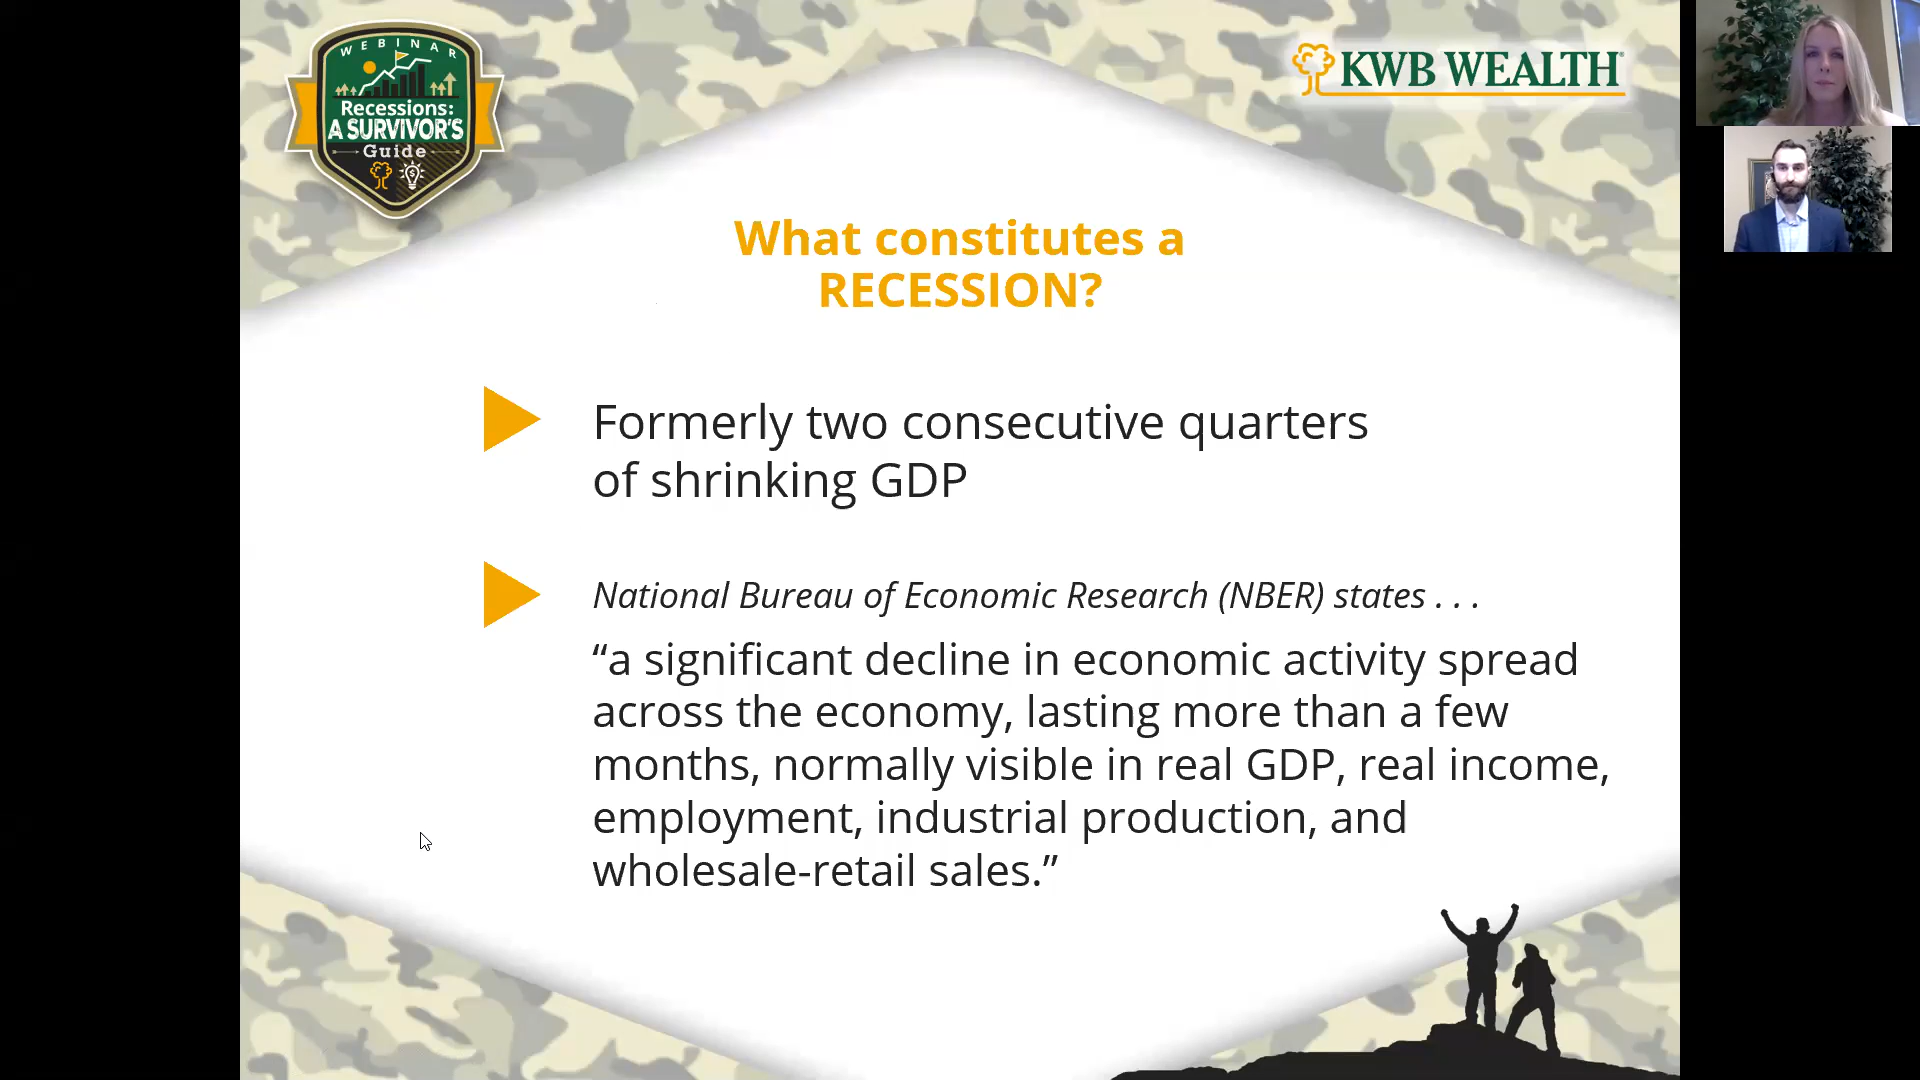 WEBINAR
Recessions:
A SURVIVOR'S
Guide
KWB WEALTH®
What constitutes a
RECESSION?
Formerly two consecutive quarters
of shrinking GDP
National Bureau of Economic Research (NBER) states . . .
“a significant decline in economic activity spread
across the economy, lasting more than a few
months, normally visible in real GDP, real income,
employment, industrial production, and
wholesale-retail sales.”